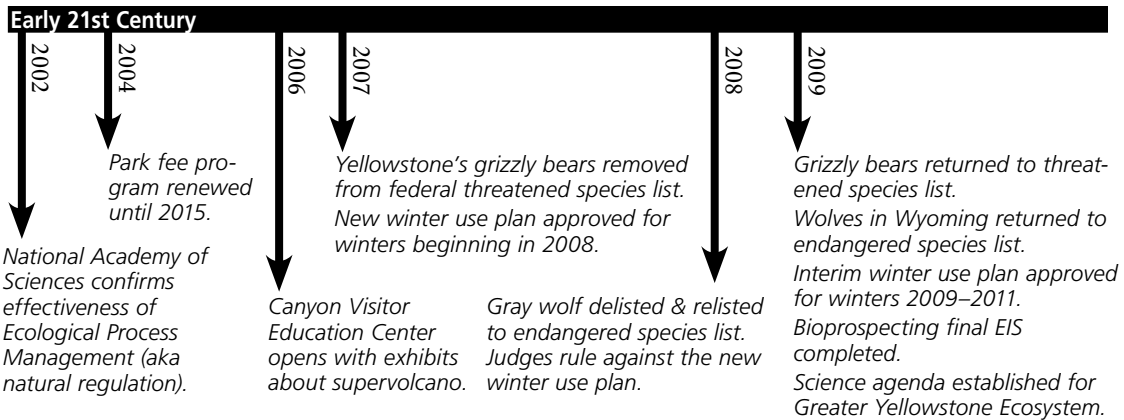 Early 21st Century
2002
2004
2006
2007
2008
2009
National Academy of
Sciences confirms
effectiveness of
Ecological Process
Management (aka
natural regulation).
Park fee pro-
gram renewed
until 2015.
Canyon Visitor
Education Center
opens with exhibits
about supervolcano.
Yellowstone's grizzly bears removed
from federal threatened species list.
New winter use plan approved for
winters beginning in 2008.
Gray wolf delisted & relisted
to endangered species list.
Judges rule against the new
winter use plan.
Grizzly bears returned to threat-
ened species list.
Wolves in Wyoming returned to
endangered species list.
Interim winter use plan approved
for winters 2009–2011.
Bioprospecting final EIS
completed.
Science agenda established for
Greater Yellowstone Ecosystem.